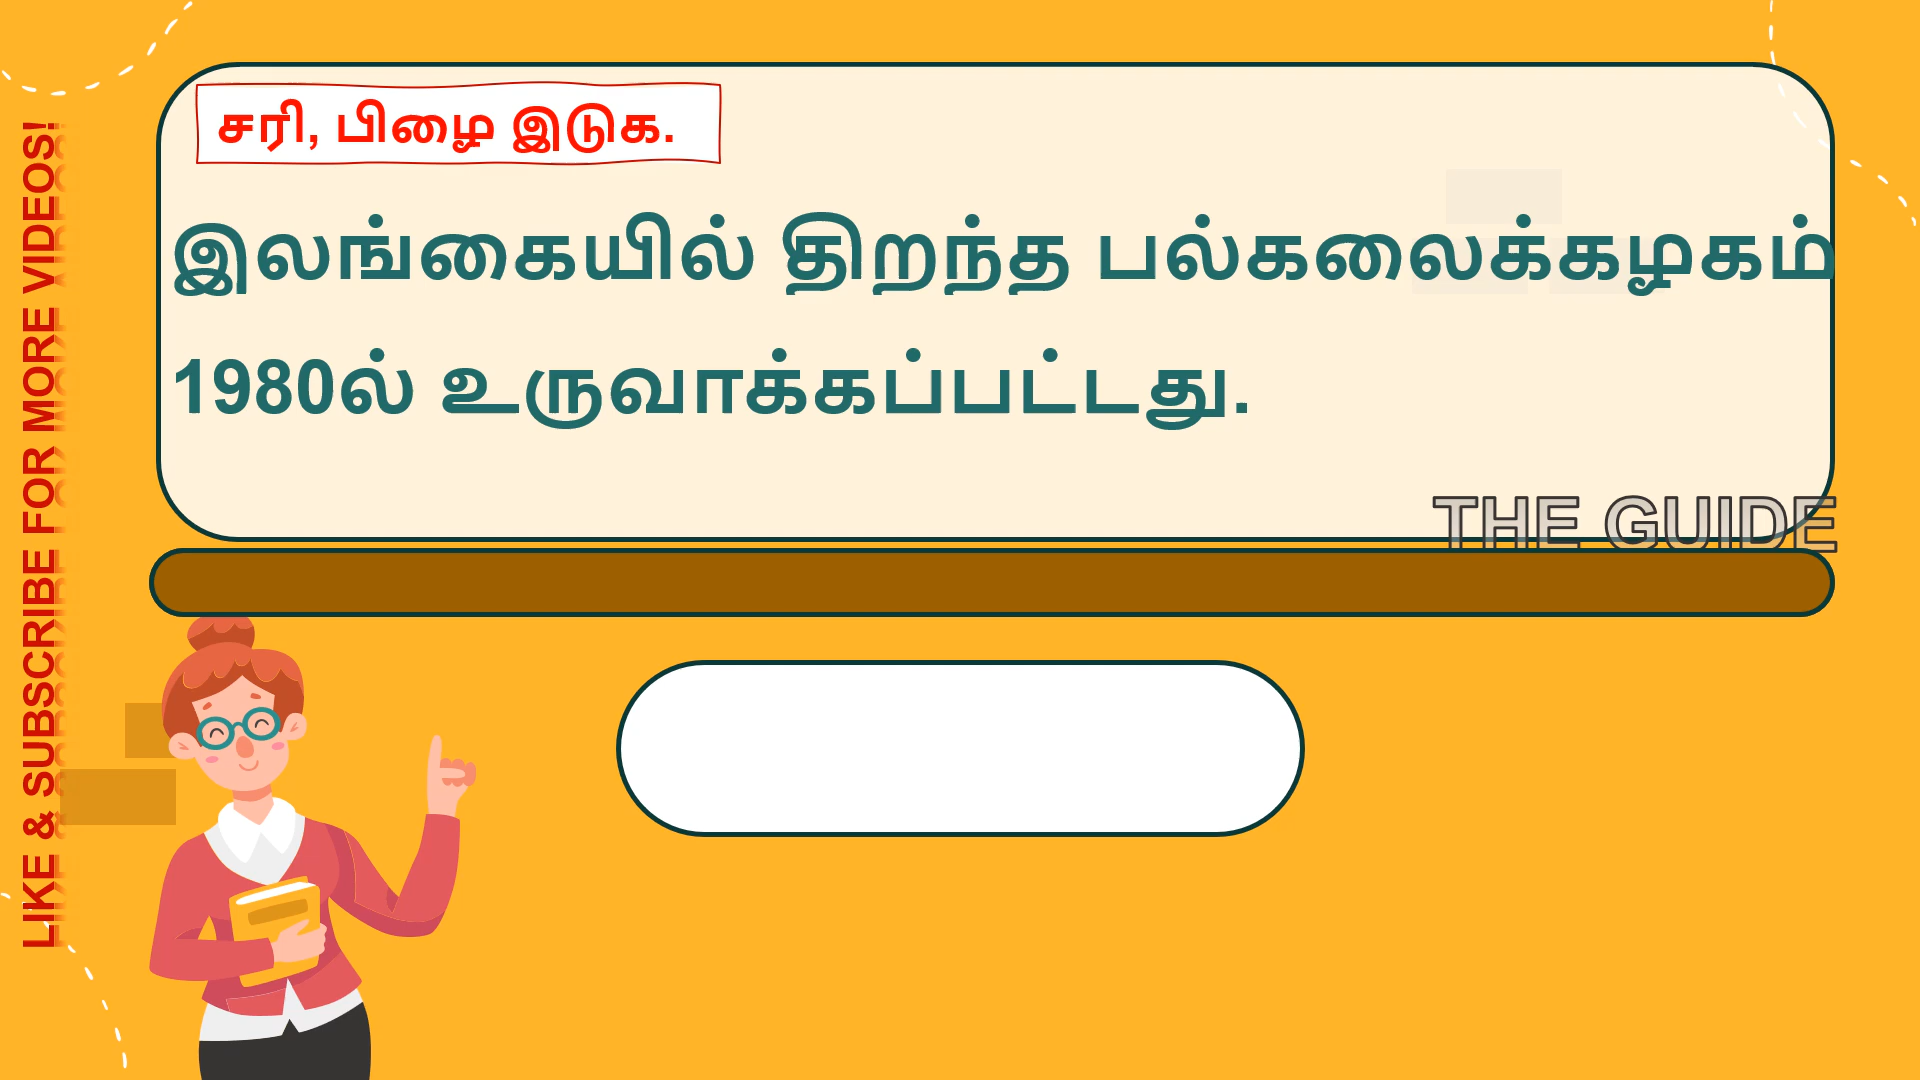 சரி, பிழை இடுக.
இலங்கையில் திறந்த பல்கலைக்கழகம்
1980ல் உருவாக்கப்பட்டது.
THE GUIDE
LIKE & SUBSCRIBE FOR MORE VIDEOS!